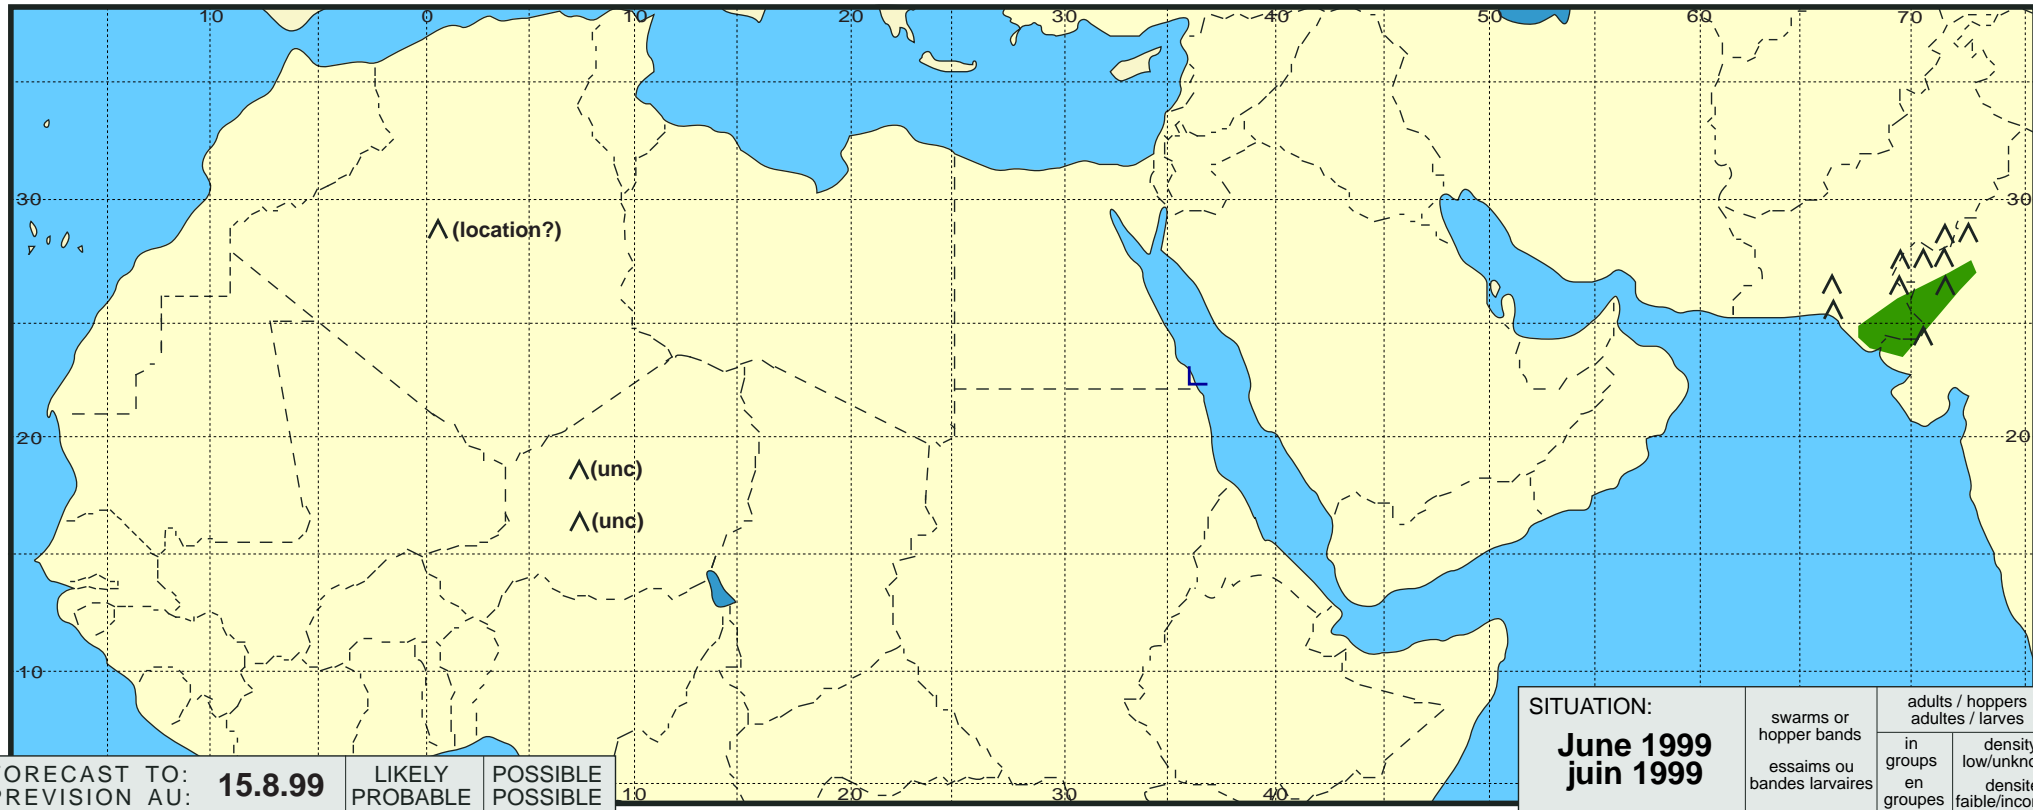 10 0 10 20 30 40 50 60 70
30 30
(location?)
20 20
(unc)
(unc)
10
10 20 30 40
SITUATION:
June 1999
juin 1999
swarms or
hopper bands
essaims ou
bandes larvaires
adults / hoppers
adultes / larves
in
groups
en
groupes
density
low/unkno
densit
faible/incon
ORECAST TO:
REVISION AU:
15.8.99
LIKELY
PROBABLE
POSSIBLE
POSSIBLE